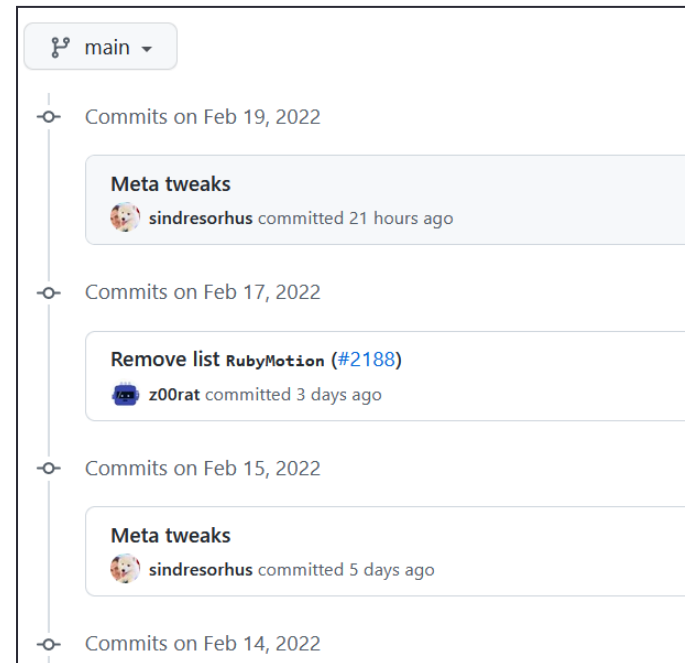 main
Commits on Feb 19, 2022
Meta tweaks
sindresorhus committed 21 hours ago
Commits on Feb 17, 2022
Remove list RubyMotion (#2188)
z00rat committed 3 days ago
Commits on Feb 15, 2022
Meta tweaks
sindresorhus committed 5 days ago
Commits on Feb 14, 2022